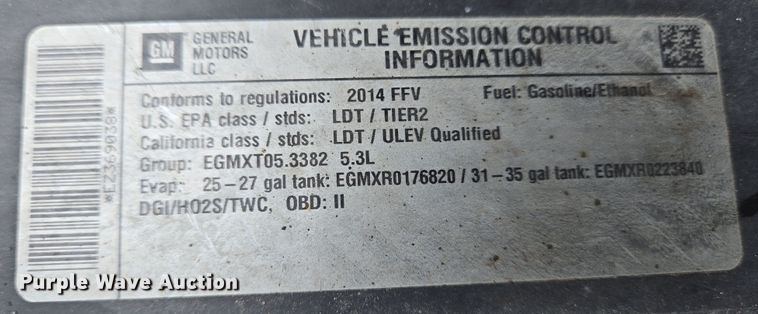 GM
GENERAL MOTORS LLC
VEHICLE EMISSION CONTROL
INFORMATION
Conforms to regulations: 2014 FFV Fuel: Gasoline/Ethanol
U.S. EPA class / stds: LDT / TIER2
California class / stds: LDT / ULEV Qualified
Group: EGMXT05.3382 5.3L
Evap: 25-27 gal tank: EGMXR0176820 / 31-35 gal tank: EGMXR0223840
DGI/HO2S/TWC, OBD: II
*EZ369038*
Purple Wave Auction